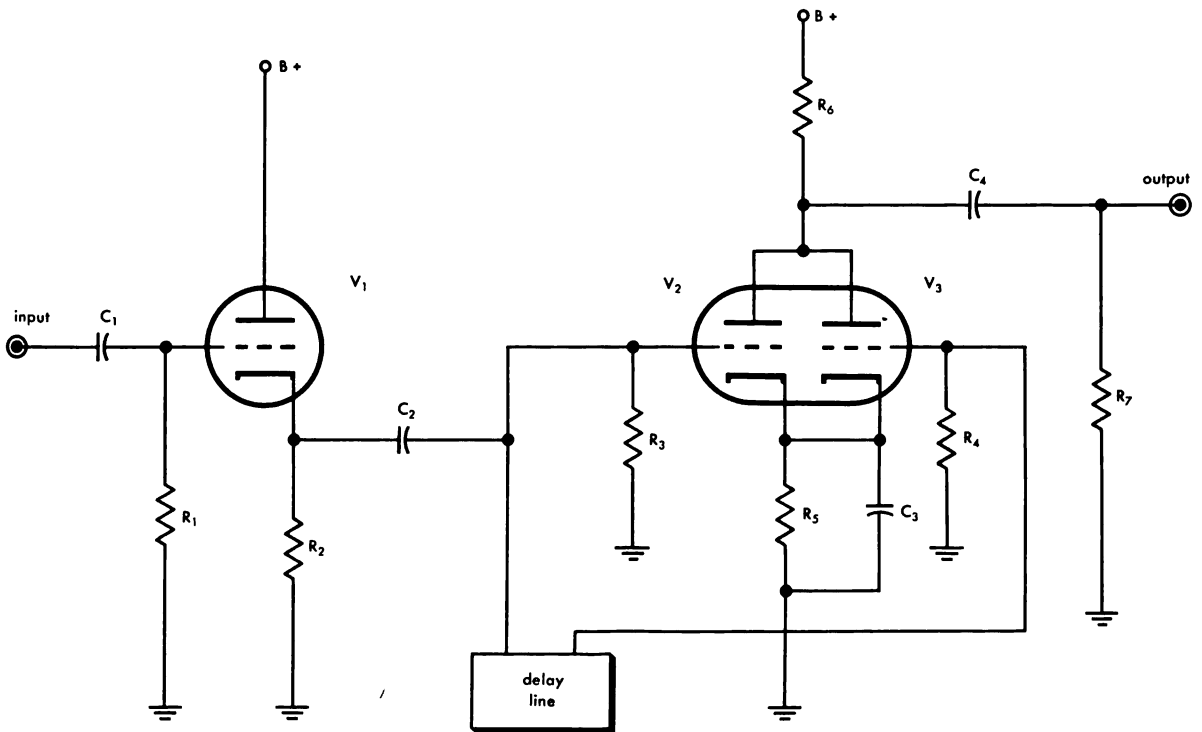 B +
B +
R₆
C₄
output
V₁
V₂
V₃
input
C₁
C₂
R₇
R₃
R₄
R₁
R₅
C₃
R₂
delay
line